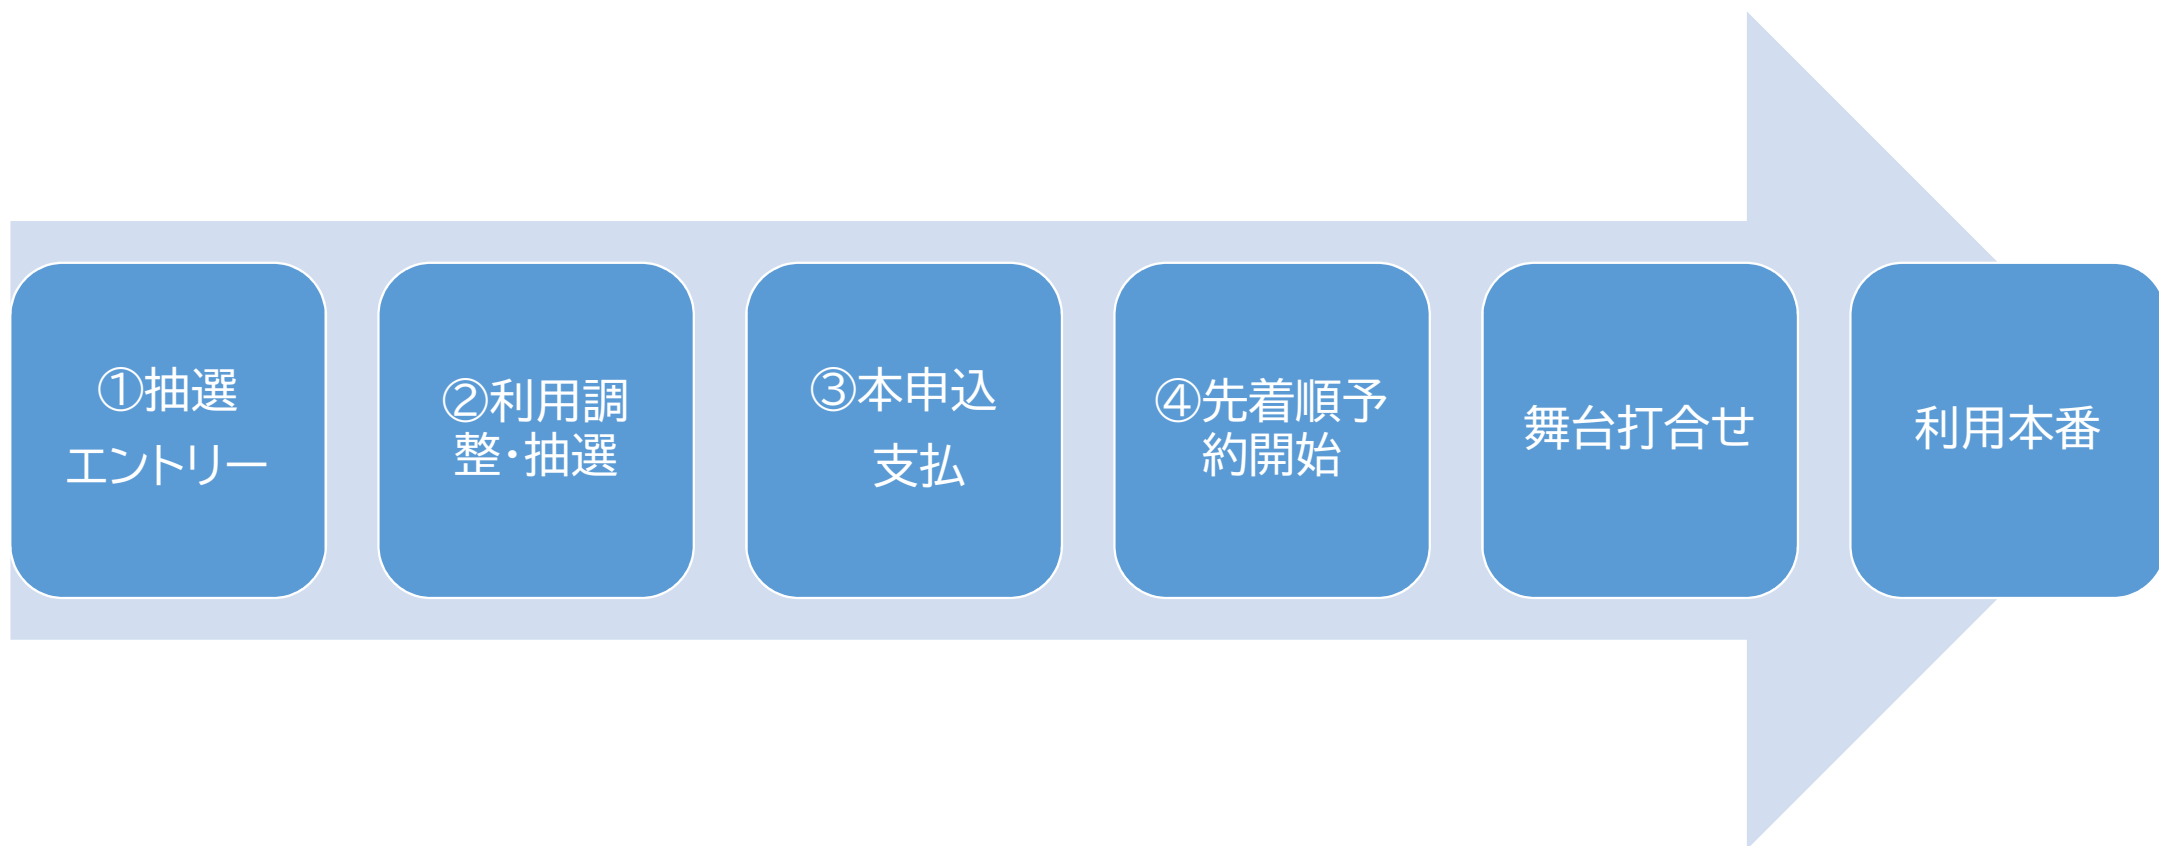 ①抽選
エントリー
②利用調
整・抽選
③本申込
支払
④先着順予
約開始
舞台打合せ
利用本番